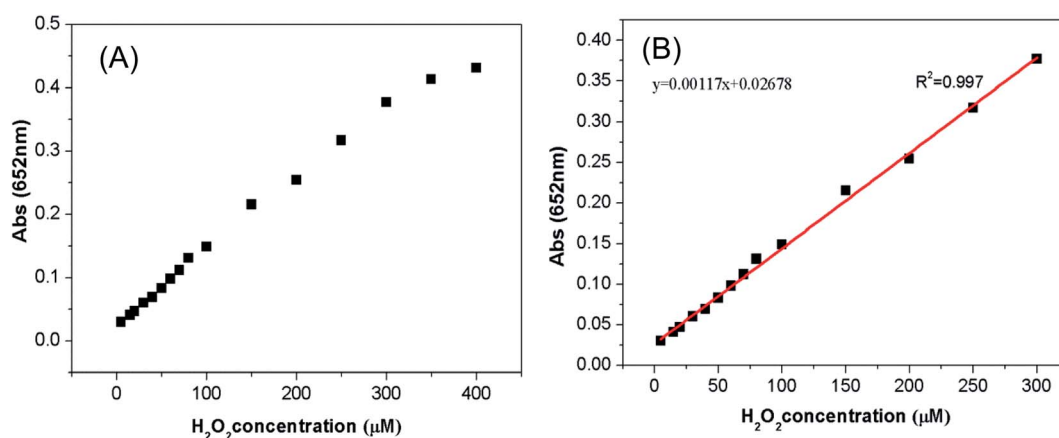 (A)
Abs (652nm)
0.5
0.4
0.3
0.2
0.1
0.0
0 100 200 300 400
H₂O₂concentration (μM)
(B)
y=0.00117x+0.02678
R²=0.997
Abs (652nm)
0.40
0.35
0.30
0.25
0.20
0.15
0.10
0.05
0.00
0 50 100 150 200 250 300
H₂O₂concentration (μM)